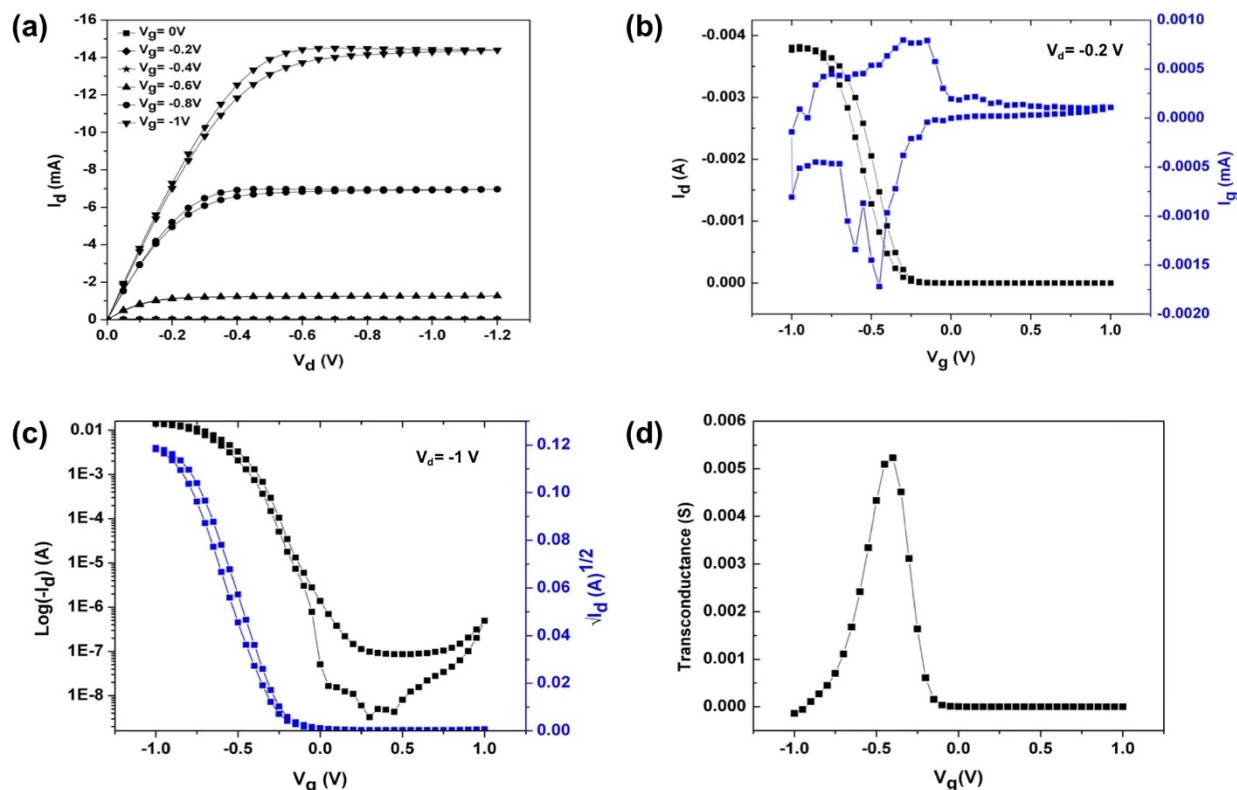 (a)
Vg= 0V
Vg= -0.2V
Vg= -0.4V
Vg= -0.6V
Vg= -0.8V
Vg= -1V
-16
-14
-12
-10
-8
-6
-4
-2
0
Id (mA)
0.0 -0.2 -0.4 -0.6 -0.8 -1.0 -1.2
Vd (V)
(b)
Vd= -0.2 V
-0.004
-0.003
-0.002
-0.001
0.000
Id (A)
0.0010
0.0005
0.0000
-0.0005
-0.0010
-0.0015
-0.0020
Ig (mA)
-1.0 -0.5 0.0 0.5 1.0
Vg (V)
(c)
Vd= -1 V
0.01
1E-3
1E-4
1E-5
1E-6
1E-7
1E-8
Log(-Id) (A)
0.12
0.10
0.08
0.06
0.04
0.02
0.00
√Id (A)1/2
-1.0 -0.5 0.0 0.5 1.0
Vg (V)
(d)
0.006
0.005
0.004
0.003
0.002
0.001
0.000
Transconductance (S)
-1.0 -0.5 0.0 0.5 1.0
Vg(V)